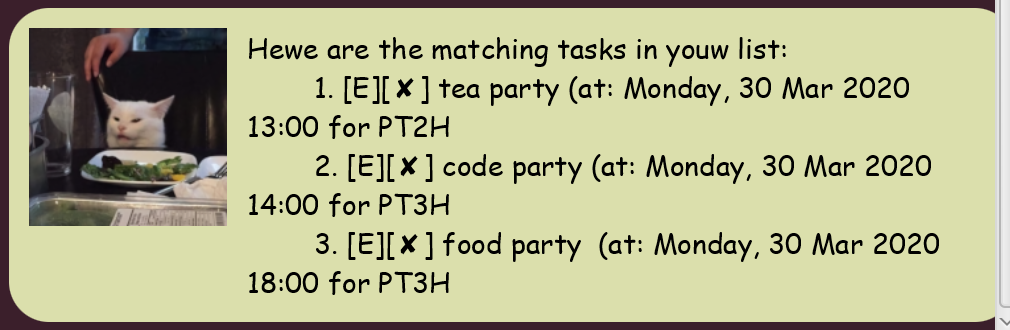 Hewe are the matching tasks in youw list:
1. [E][✘] tea party (at: Monday, 30 Mar 2020
13:00 for PT2H
2. [E][✘] code party (at: Monday, 30 Mar 2020
14:00 for PT3H
3. [E][✘] food party  (at: Monday, 30 Mar 2020
18:00 for PT3H